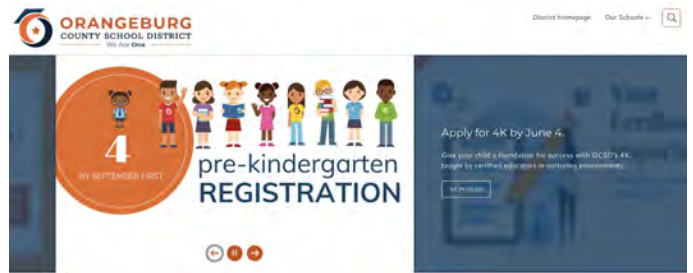 ORANGEBURG
COUNTY SCHOOL DISTRICT
We Are One
District Homepage
Our Schools
4
BY SEPTEMBER FIRST
pre-kindergarten
REGISTRATION
Apply for 4K by June 4.
Give your child a foundation for success with OCSD's 4K,
taught by certified educators in nurturing environments.